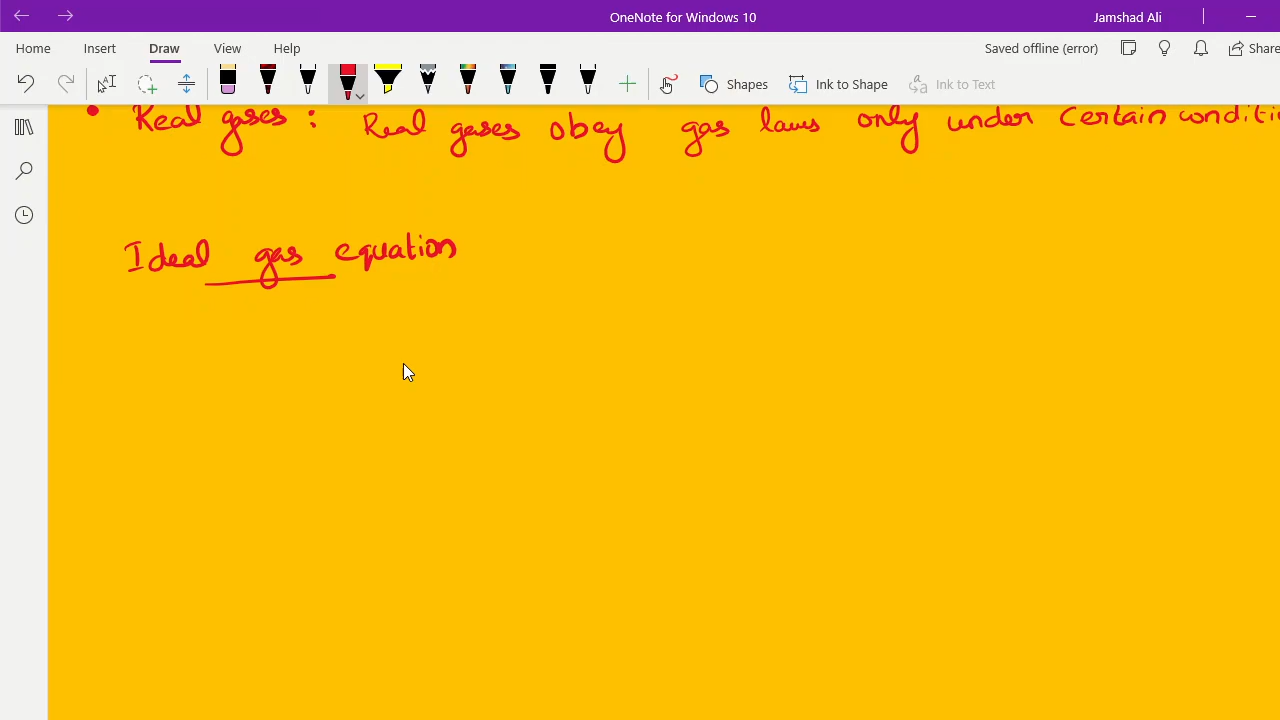 OneNote for Windows 10
Jamshad Ali
Home Insert Draw View Help
Saved offline (error)
Share
Shapes
Ink to Shape
Ink to Text
• Real gases : Real gases obey gas laws only under certain conditi
Ideal gas equation